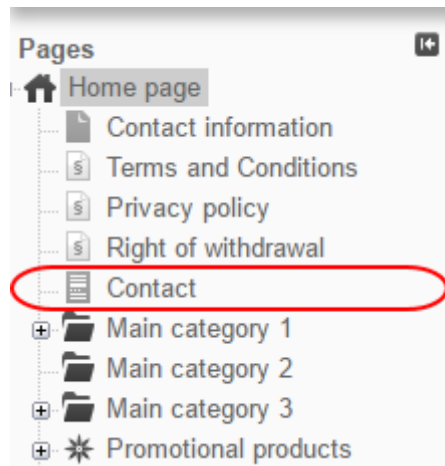 Pages
Home page
Contact information
§ Terms and Conditions
§ Privacy policy
§ Right of withdrawal
Contact
Main category 1
Main category 2
Main category 3
Promotional products